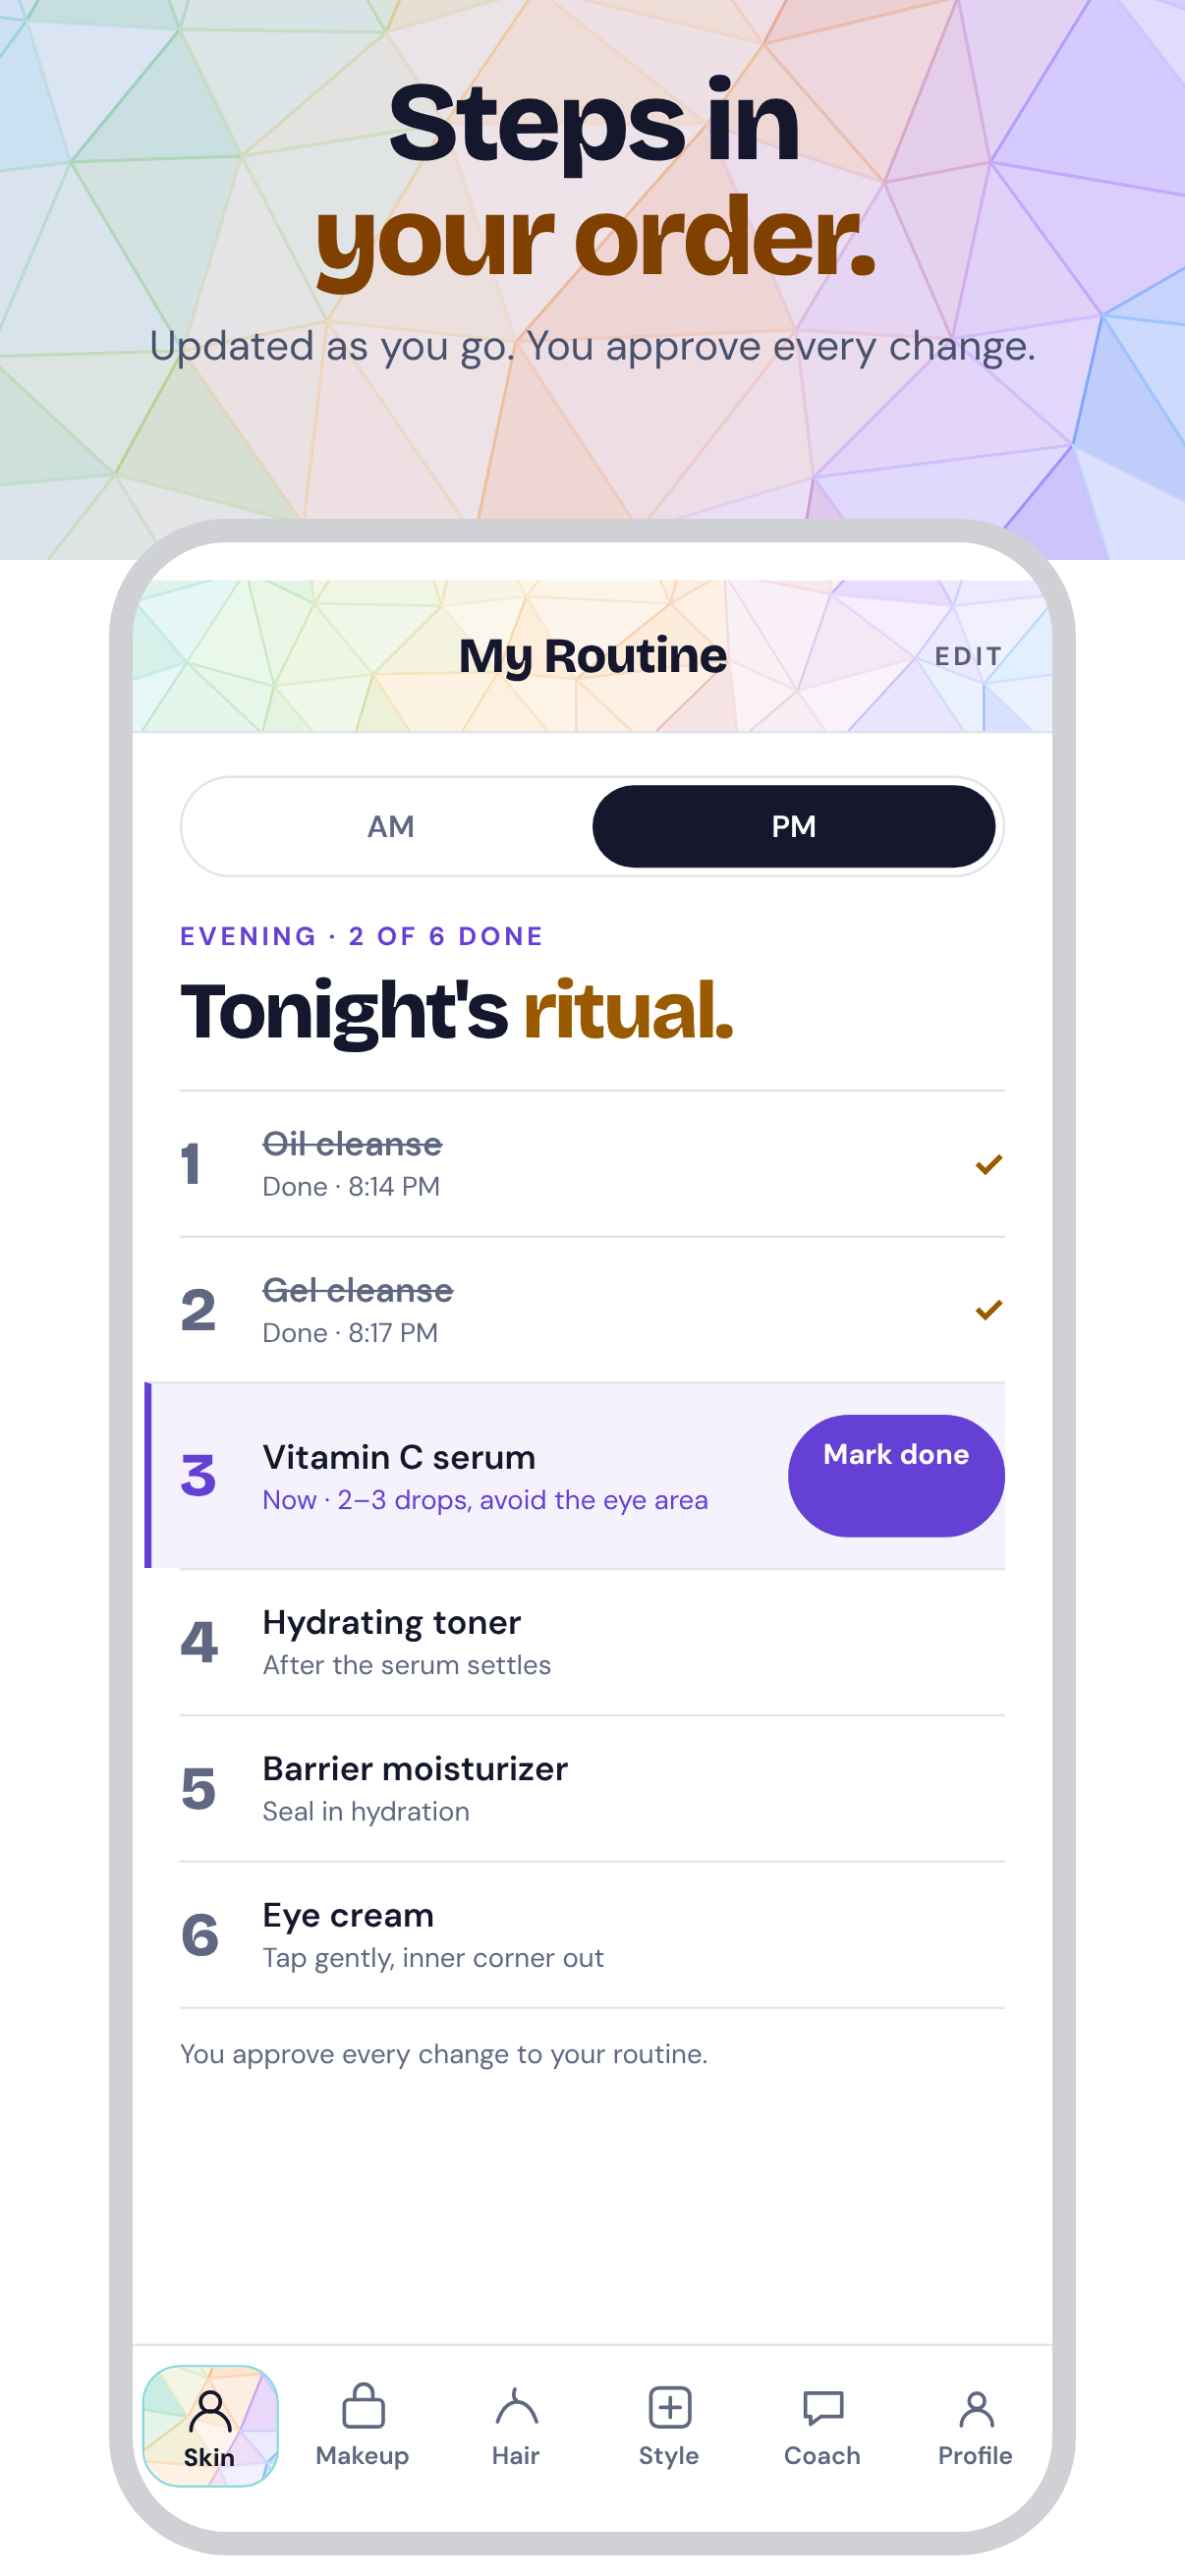 Steps in
your order.
Updated as you go. You approve every change.
My Routine
EDIT
AM
PM
EVENING · 2 OF 6 DONE
Tonight's ritual.
1
Oil cleanse
Done · 8:14 PM
2
Gel cleanse
Done · 8:17 PM
3
Vitamin C serum
Now · 2–3 drops, avoid the eye area
Mark done
4
Hydrating toner
After the serum settles
5
Barrier moisturizer
Seal in hydration
6
Eye cream
Tap gently, inner corner out
You approve every change to your routine.
Skin
Makeup
Hair
Style
Coach
Profile